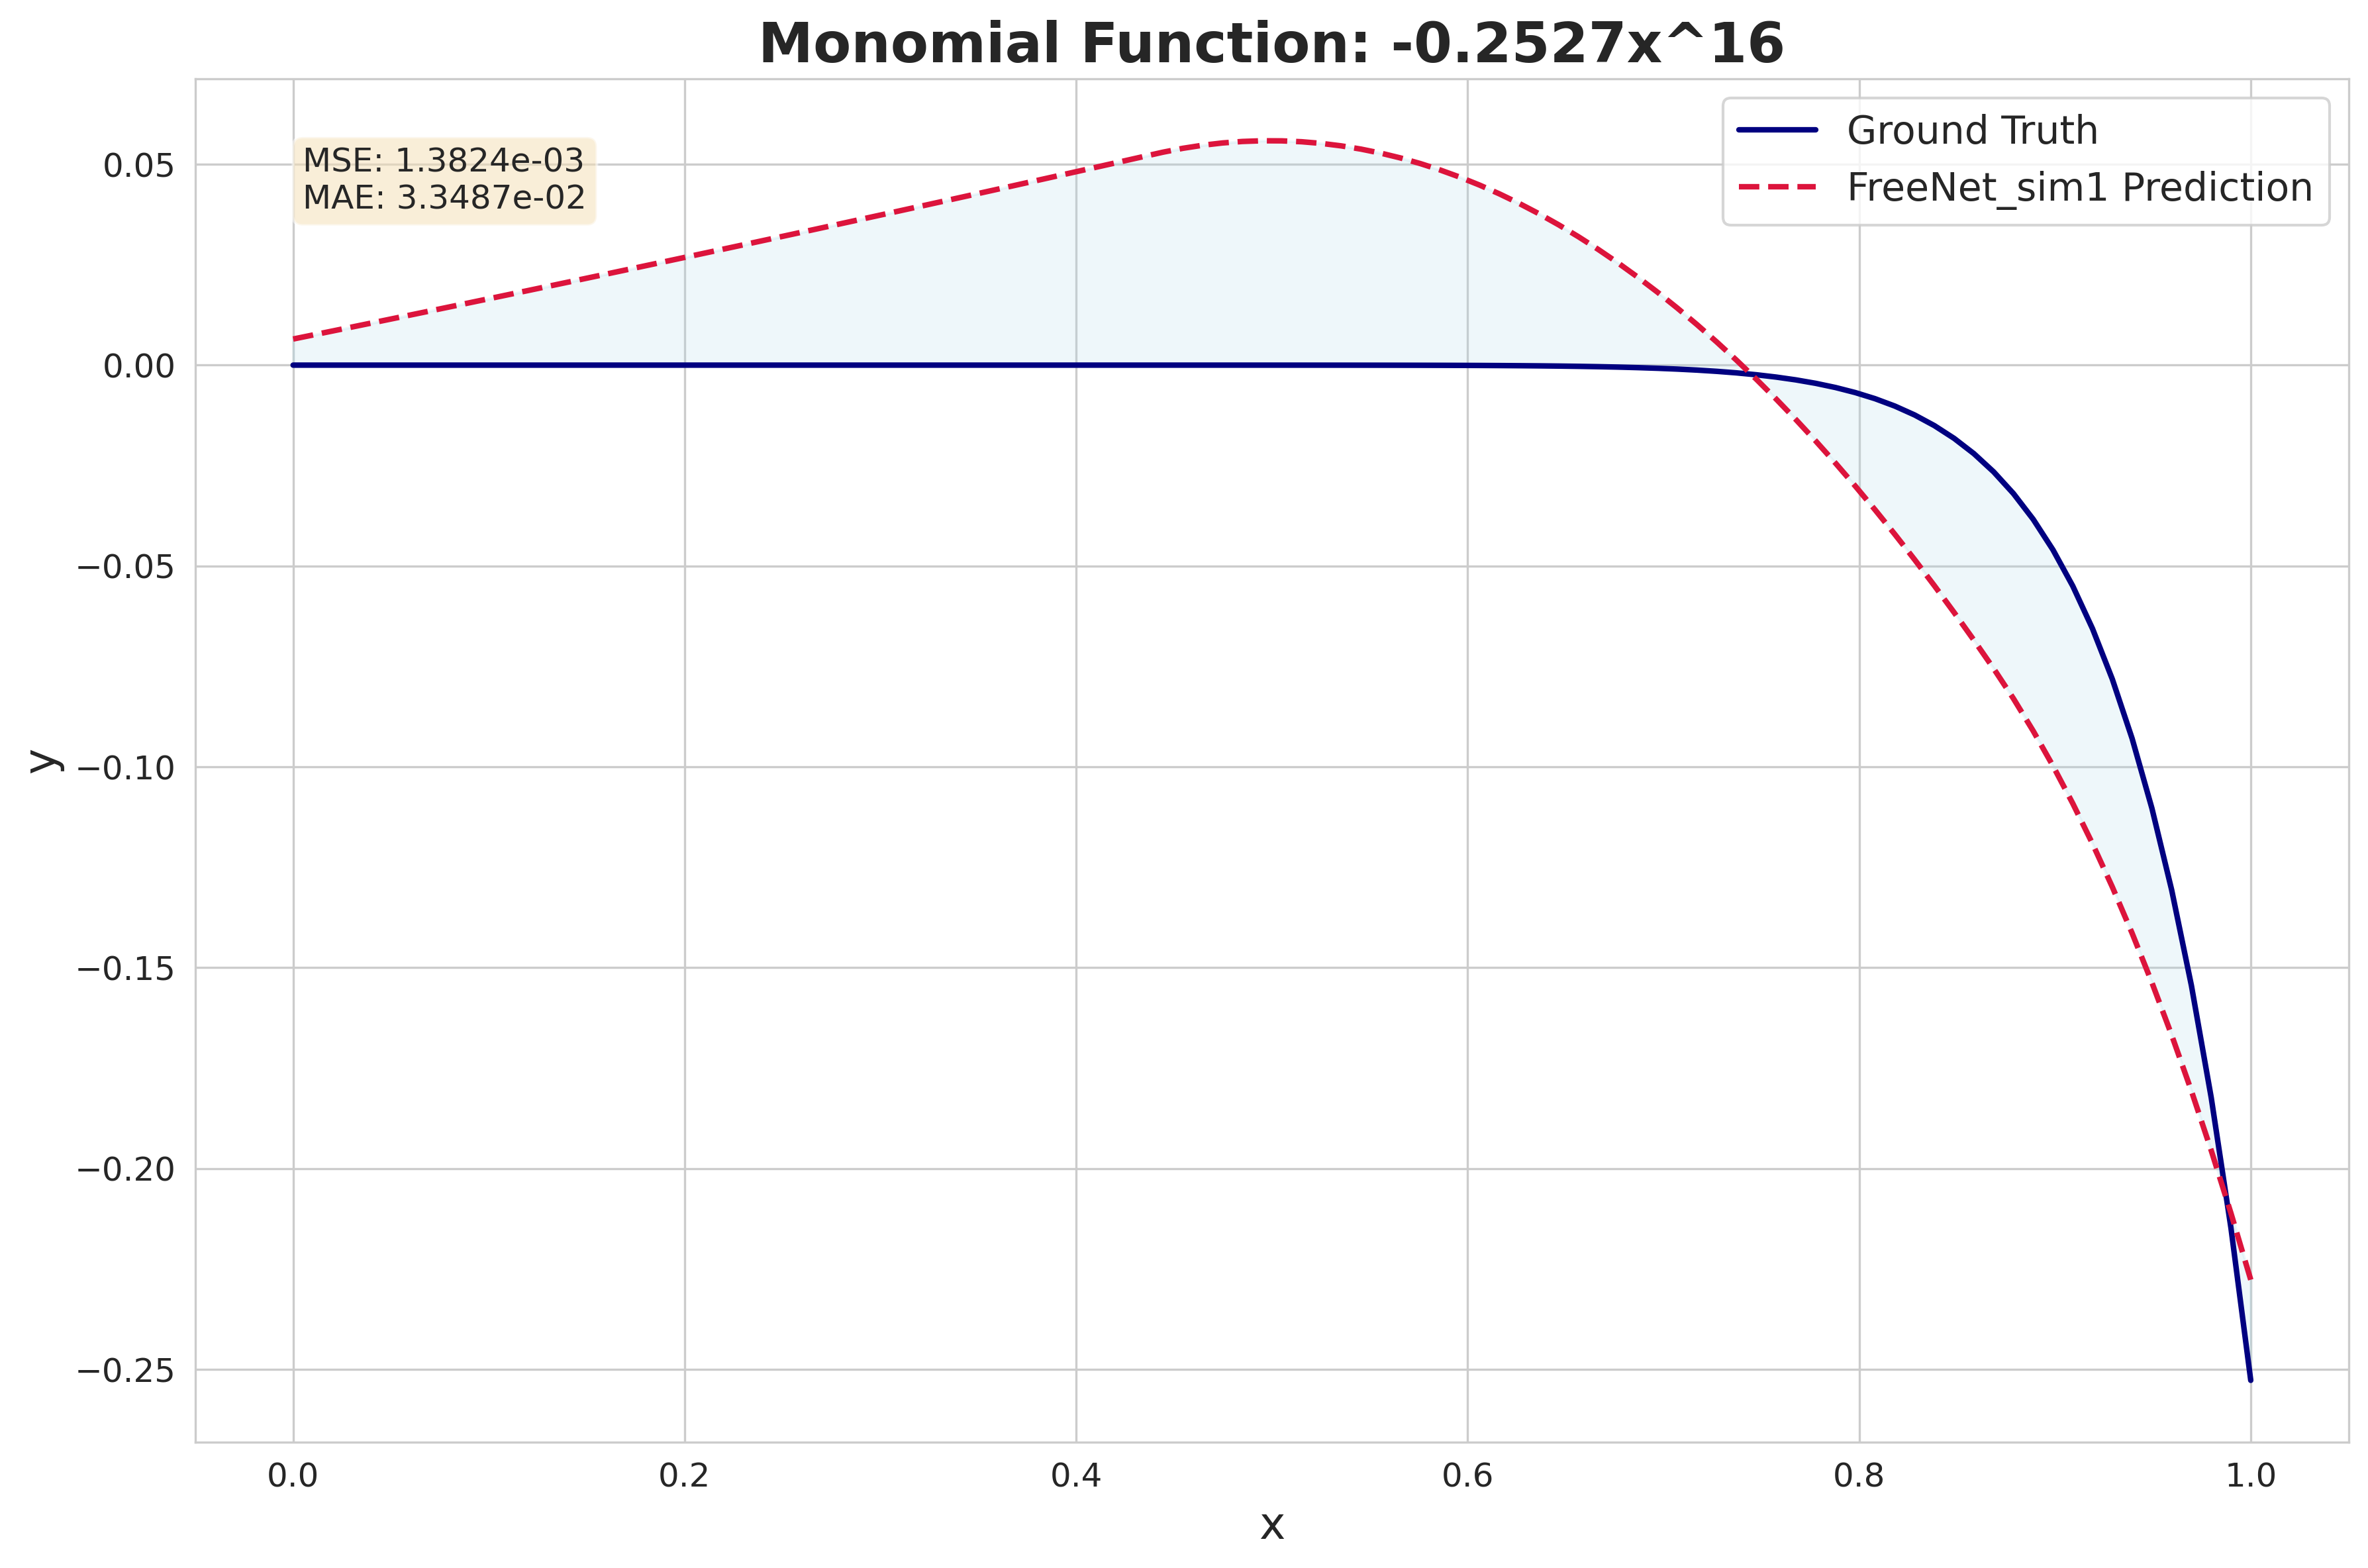 Monomial Function: -0.2527x^16
MSE: 1.3824e-03
MAE: 3.3487e-02
Ground Truth
FreeNet_sim1 Prediction
0.05
0.00
−0.05
−0.10
−0.15
−0.20
−0.25
y
0.0 0.2 0.4 0.6 0.8 1.0
x